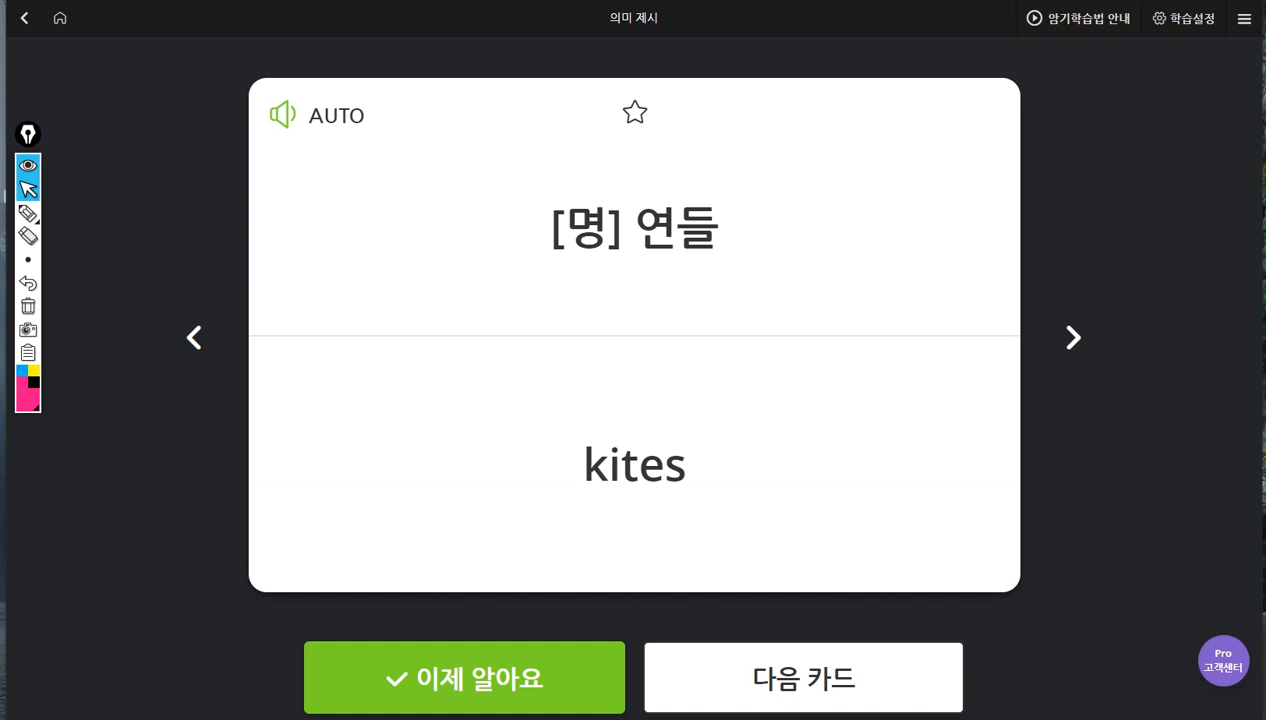 의미 제시
암기학습법 안내
학습설정
AUTO
[명] 연들
kites
이제 알아요
다음 카드
Pro
고객센터